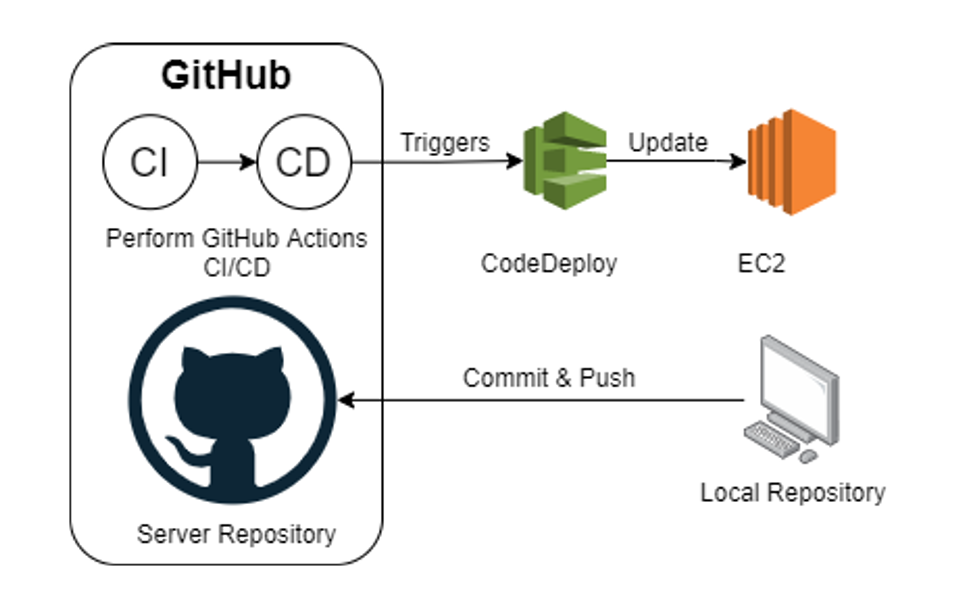 GitHub
CI
CD
Triggers
Update
Perform GitHub Actions
CI/CD
CodeDeploy
EC2
Commit & Push
Local Repository
Server Repository